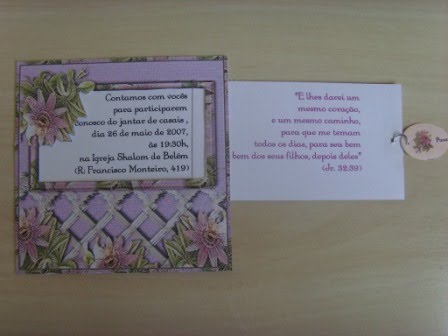 Contamos com vocês
para participarem
conosco do jantar de casais ,
dia 26 de maio de 2007,
às 19:30h,
na Igreja Shalom de Belém
(R: Francisco Monteiro, 419)
"E lhes darei um
mesmo coração,
e um mesmo caminho,
para que me temam
todos os dias, para seu bem
bem dos seus filhos, depois deles"
(Jr. 32:39)